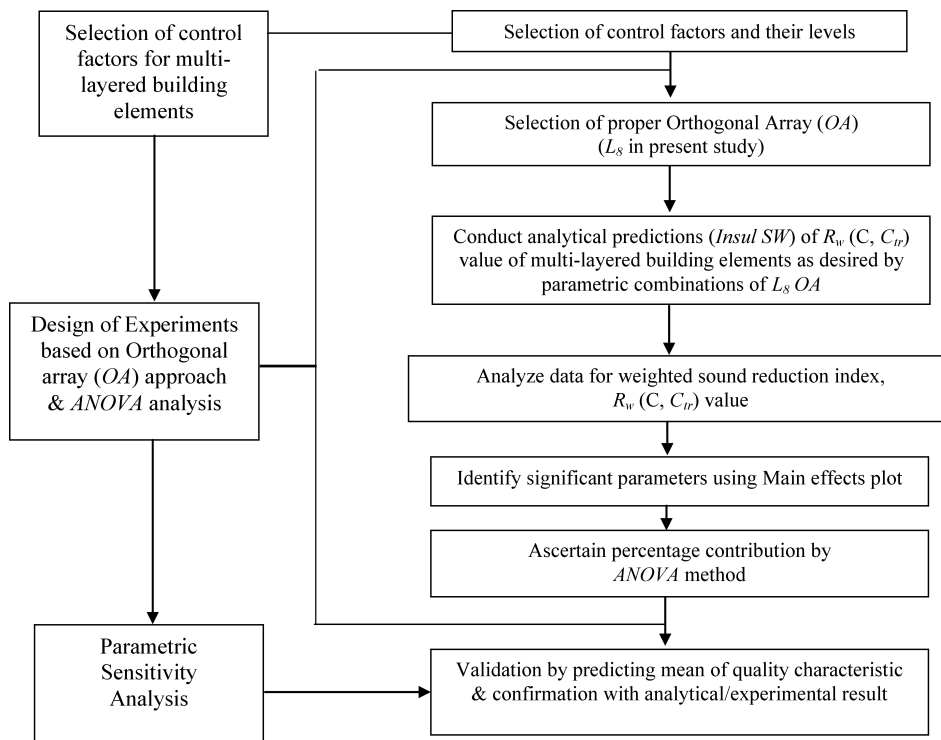 Selection of control
factors for multi-
layered building
elements
Selection of control factors and their levels
Selection of proper Orthogonal Array (OA)
(L8 in present study)
Conduct analytical predictions (Insul SW) of Rw (C, Ctr)
value of multi-layered building elements as desired by
parametric combinations of L8 OA
Design of Experiments
based on Orthogonal
array (OA) approach
& ANOVA analysis
Analyze data for weighted sound reduction index,
Rw (C, Ctr) value
Identify significant parameters using Main effects plot
Ascertain percentage contribution by
ANOVA method
Parametric
Sensitivity
Analysis
Validation by predicting mean of quality characteristic
& confirmation with analytical/experimental result